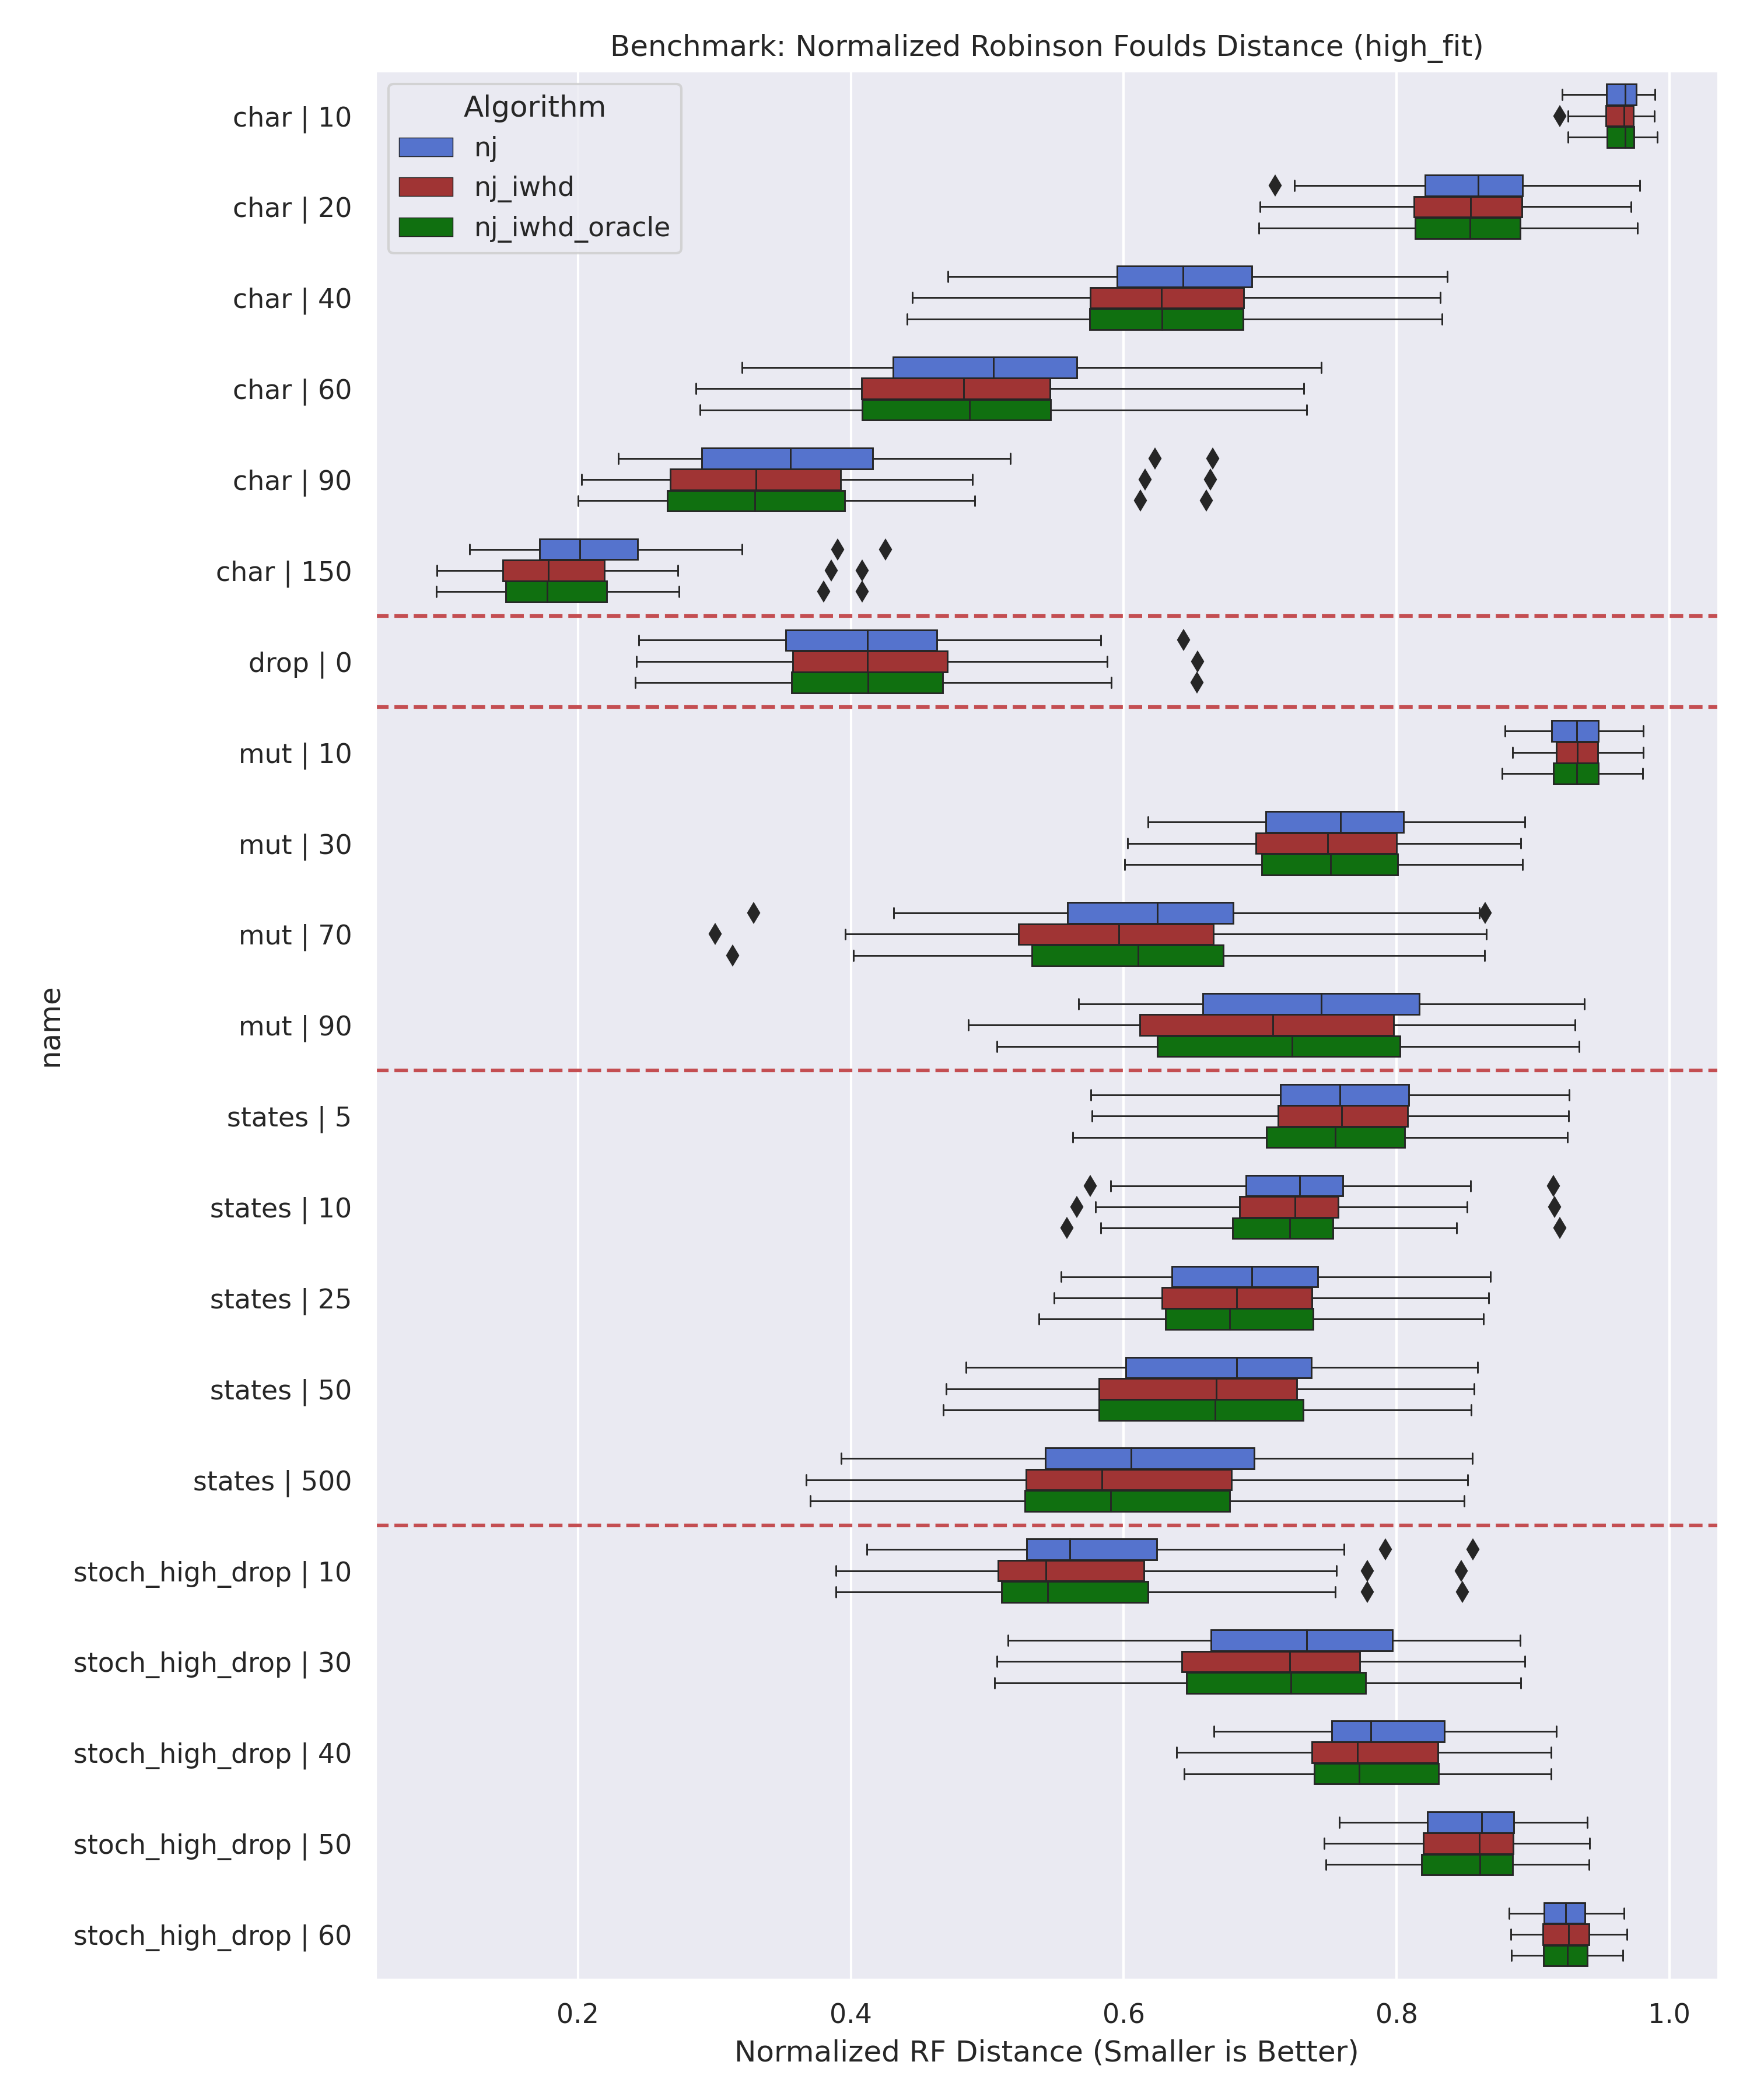 Benchmark: Normalized Robinson Foulds Distance (high_fit)
Algorithm
nj
nj_iwhd
nj_iwhd_oracle
char | 10
char | 20
char | 40
char | 60
char | 90
char | 150
drop | 0
mut | 10
mut | 30
mut | 70
mut | 90
states | 5
states | 10
states | 25
states | 50
states | 500
stoch_high_drop | 10
stoch_high_drop | 30
stoch_high_drop | 40
stoch_high_drop | 50
stoch_high_drop | 60
name
0.2 0.4 0.6 0.8 1.0
Normalized RF Distance (Smaller is Better)